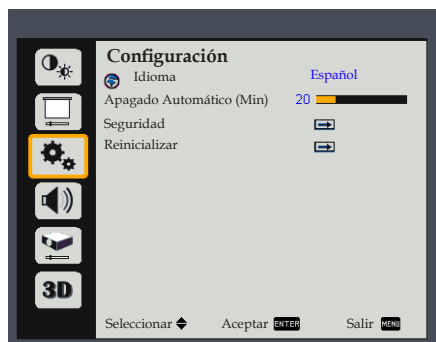 Configuración
Idioma Español
Apagado Automático (Min) 20
Seguridad
Reinicializar
3D
Seleccionar Aceptar ENTER Salir MENU